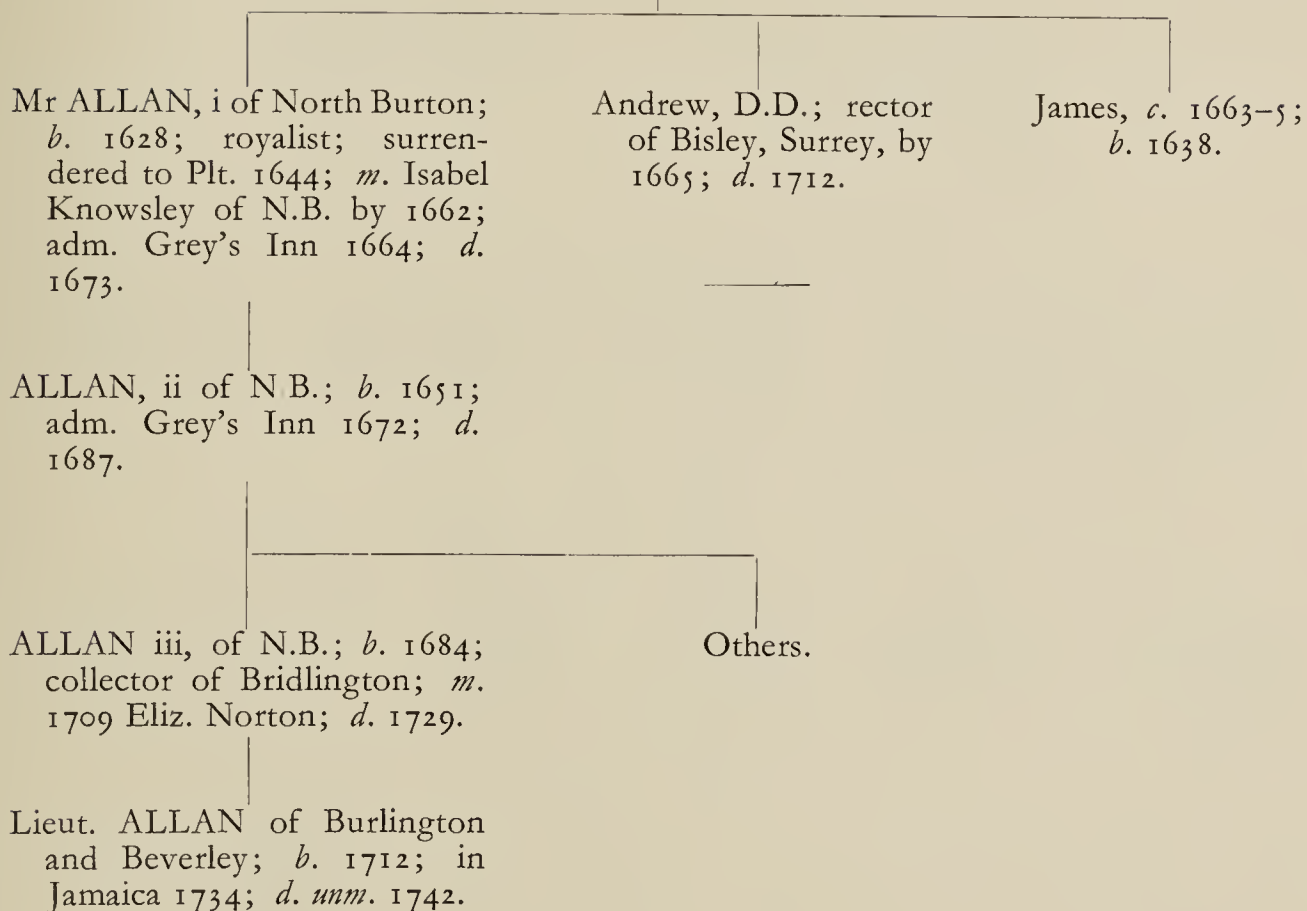 Mr ALLAN, i of North Burton;
b. 1628; royalist; surren-
dered to Plt. 1644; m. Isabel
Knowsley of N.B. by 1662;
adm. Grey's Inn 1664; d.
1673.
Andrew, D.D.; rector
of Bisley, Surrey, by
1665; d. 1712.
James, c. 1663–5;
b. 1638.
ALLAN, ii of N.B.; b. 1651;
adm. Grey's Inn 1672; d.
1687.
ALLAN iii, of N.B.; b. 1684;
collector of Bridlington; m.
1709 Eliz. Norton; d. 1729.
Others.
Lieut. ALLAN of Burlington
and Beverley; b. 1712; in
Jamaica 1734; d. unm. 1742.